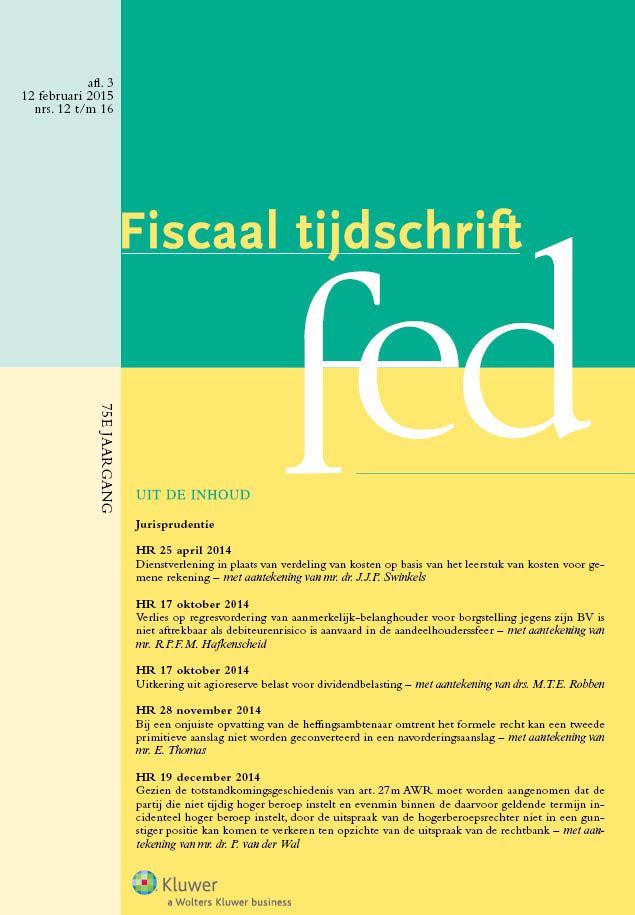 afl. 3
12 februari 2015
nrs. 12 t/m 16
Fiscaal tijdschrift
fed
75E JAARGANG
UIT DE INHOUD
Jurisprudentie
HR 25 april 2014
Dienstverlening in plaats van verdeling van kosten op basis van het leerstuk van kosten voor ge-
mene rekening – met aantekening van mr. dr. J.J.P. Swinkels
HR 17 oktober 2014
Verlies op regresvordering van aanmerkelijk-belanghouder voor borgstelling jegens zijn BV is
niet aftrekbaar als debiteurenrisico is aanvaard in de aandeelhouderssfeer – met aantekening van
mr. R.P.F.M. Hafkenscheid
HR 17 oktober 2014
Uitkering uit agioreserve belast voor dividendbelasting – met aantekening van drs. M.T.E. Robben
HR 28 november 2014
Bij een onjuiste opvatting van de heffingsambtenaar omtrent het formele recht kan een tweede
primitieve aanslag niet worden geconverteerd in een navorderingsaanslag – met aantekening van
mr. E. Thomas
HR 19 december 2014
Gezien de totstandkomingsgeschiedenis van art. 27m AWR moet worden aangenomen dat de
partij die niet tijdig hoger beroep instelt en evenmin binnen de daarvoor geldende termijn in-
cidenteel hoger beroep instelt, door de uitspraak van de hogerberoepsrechter niet in een gun-
stiger positie kan komen te verkeren ten opzichte van de uitspraak van de rechtbank – met aan-
tekening van mr. dr. P. van der Wal
Kluwer
a Wolters Kluwer business